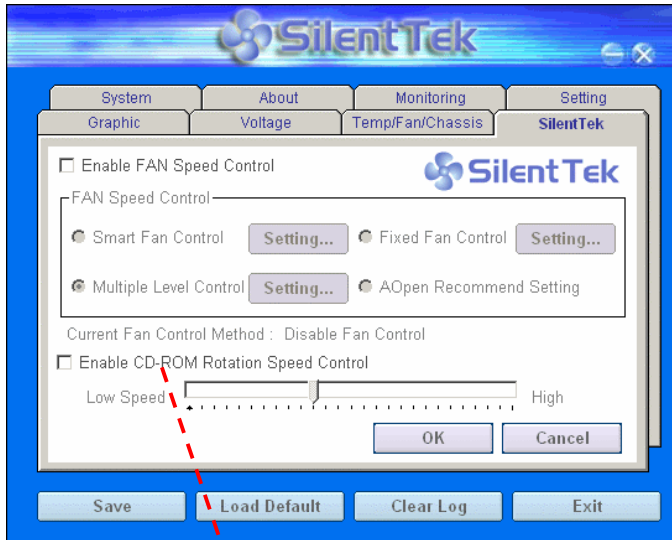 SilentTek
System About Monitoring Setting
Graphic Voltage Temp/Fan/Chassis SilentTek
Enable FAN Speed Control
SilentTek
FAN Speed Control
Smart Fan Control Setting... Fixed Fan Control Setting...
Multiple Level Control Setting... AOpen Recommend Setting
Current Fan Control Method : Disable Fan Control
Enable CD-ROM Rotation Speed Control
Low Speed High
OK Cancel
Save Load Default Clear Log Exit